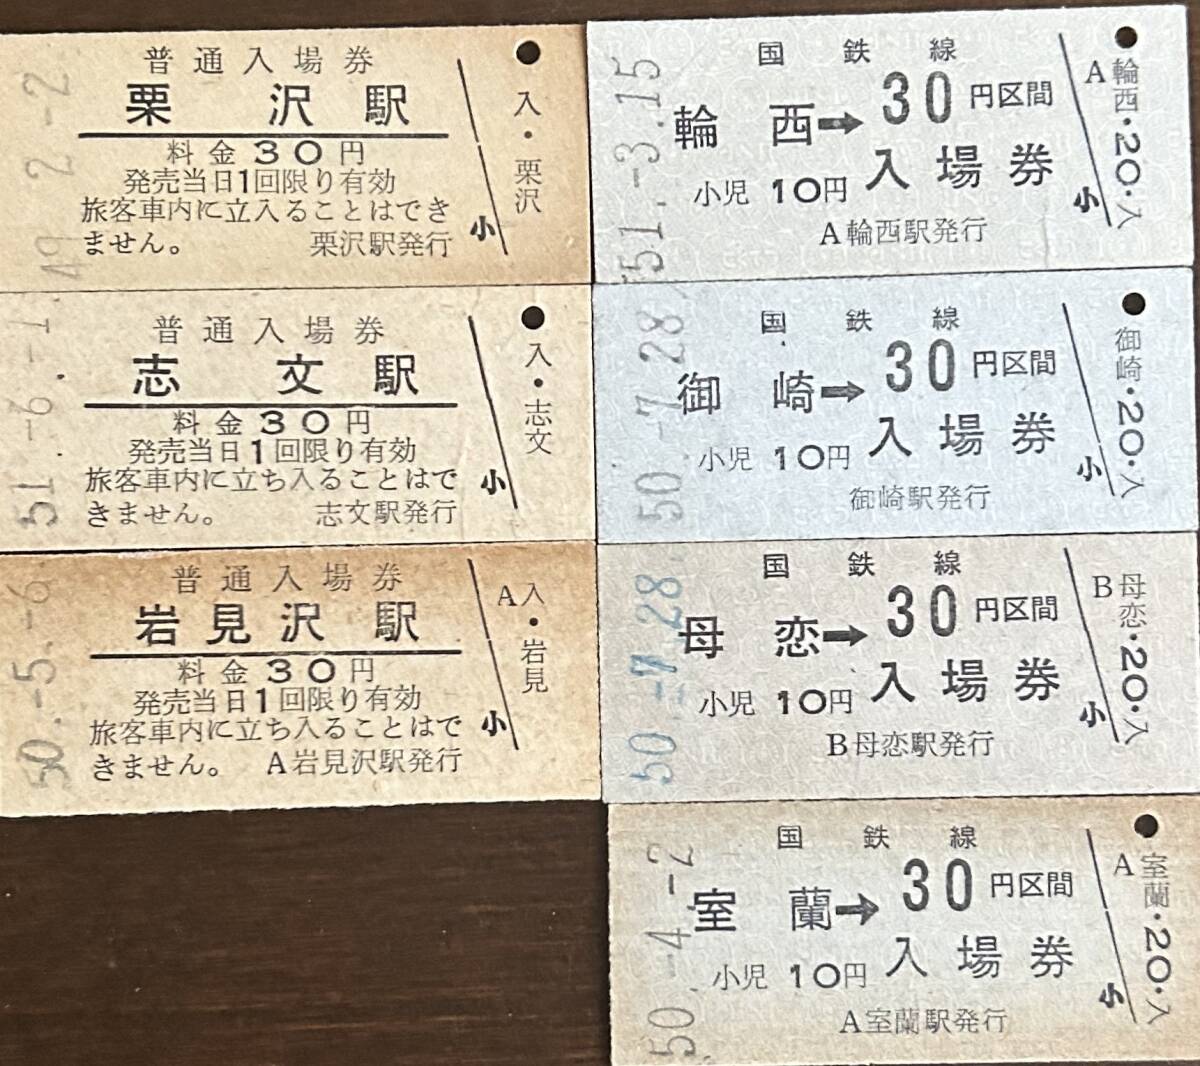 49.-2.-2
普通入場券
栗沢駅
料金30円
発売当日1回限り有効
旅客車内に立入ることはでき
ません。 栗沢駅発行
小
入・栗沢
51.-6.-1
普通入場券
志文駅
料金30円
発売当日1回限り有効
旅客車内に立ち入ることはで
きません。 志文駅発行
小
入・志文
50.-5.-6
普通入場券
岩見沢駅
料金30円
発売当日1回限り有効
旅客車内に立ち入ることはで
きません。 A岩見沢駅発行
小
A入・岩見
51.-3.15
国鉄線
輪西➡30円区間
入場券
小児 10円
A輪西駅発行
小
A輪西・20・入
50.-7.28
国鉄線
御崎➡30円区間
入場券
小児 10円
御崎駅発行
小
御崎・20・入
50.-7.28
国鉄線
母恋➡30円区間
入場券
小児 10円
B母恋駅発行
小
B母恋・20・入
50.-4.-2
国鉄線
室蘭➡30円区間
入場券
小児 10円
A室蘭駅発行
小
A室蘭・20・入